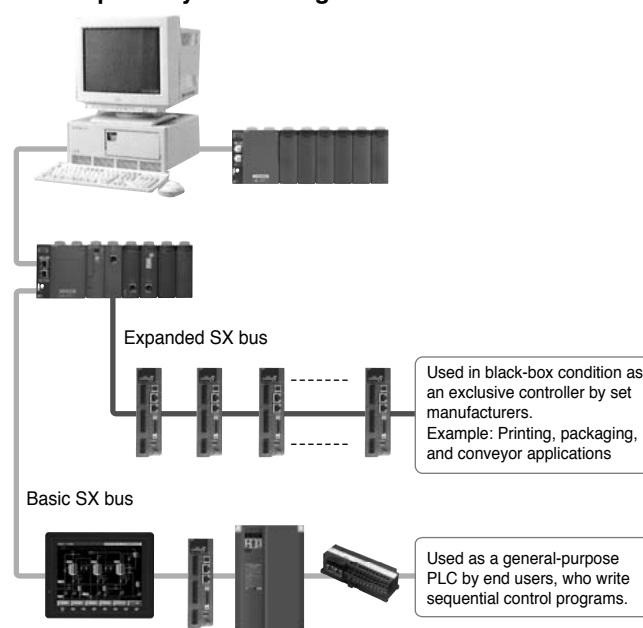 Expanded SX bus
Used in black-box condition as
an exclusive controller by set
manufacturers.
Example: Printing, packaging,
and conveyor applications
Basic SX bus
Used as a general-purpose
PLC by end users, who write
sequential control programs.